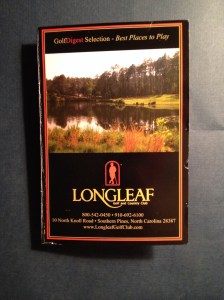 GolfDigest Selection - Best Places to Play
LONGLEAF
Golf and Country Club
800-542-0450 • 910-692-6100
10 North Knoll Road • Southern Pines, North Carolina 28387
www.LongleafGolfClub.com